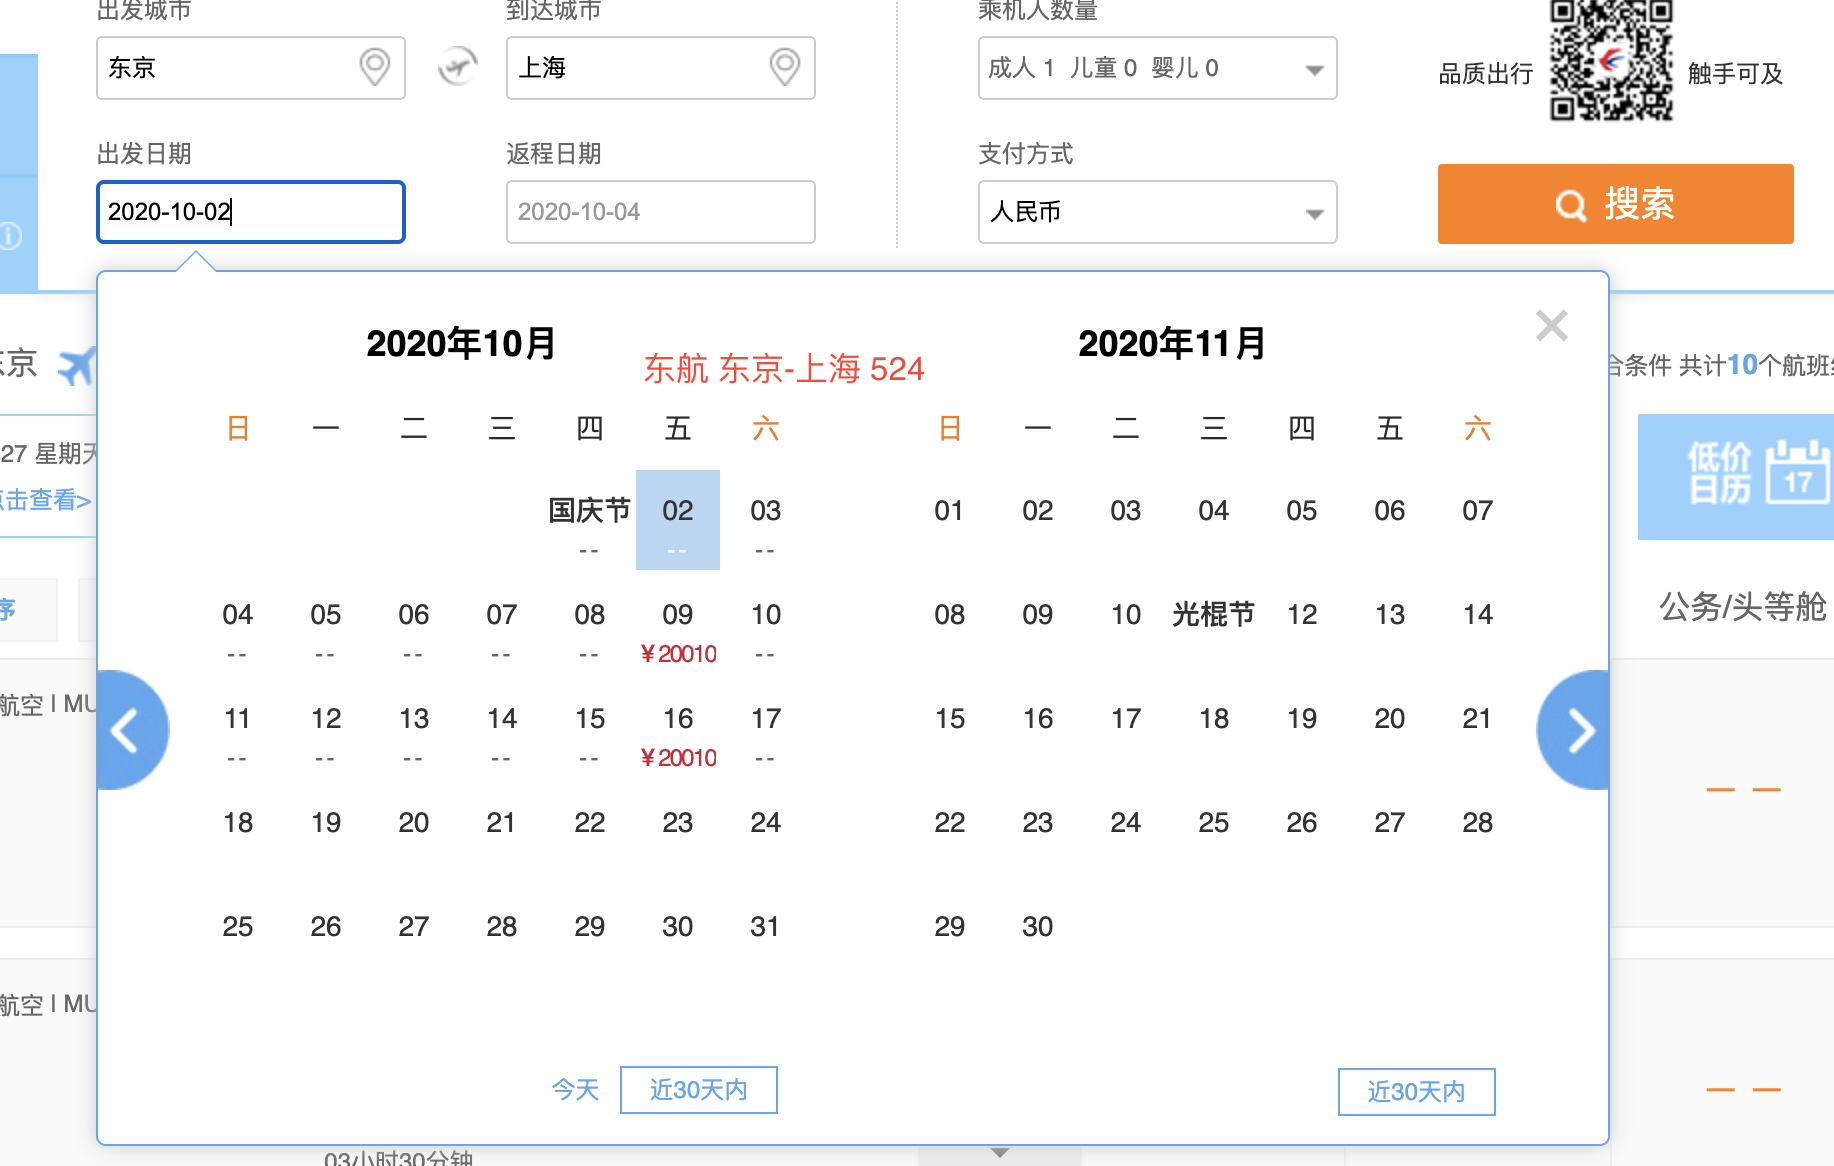 出发城市
到达城市
乘机人数量
东京
上海
成人 1 儿童 0 婴儿 0
品质出行
触手可及
出发日期
返程日期
支付方式
2020-10-02
2020-10-04
人民币
搜索
2020年10月
2020年11月
东航 东京-上海 524
京
条件 共计10个航班
日 一 二 三 四 五 六
日 一 二 三 四 五 六
27 星期天
点击查看>
低价
日历
17
国庆节 02 03
-- -- --
01 02 03 04 05 06 07
04 05 06 07 08 09 10
-- -- -- -- -- ¥20010 --
08 09 10 光棍节 12 13 14
序
公务/头等舱
11 12 13 14 15 16 17
-- -- -- -- -- ¥20010 --
15 16 17 18 19 20 21
航空 | MU
18 19 20 21 22 23 24
22 23 24 25 26 27 28
— —
25 26 27 28 29 30 31
29 30
航空 | MU
— —
今天
近30天内
近30天内
03小时30分钟